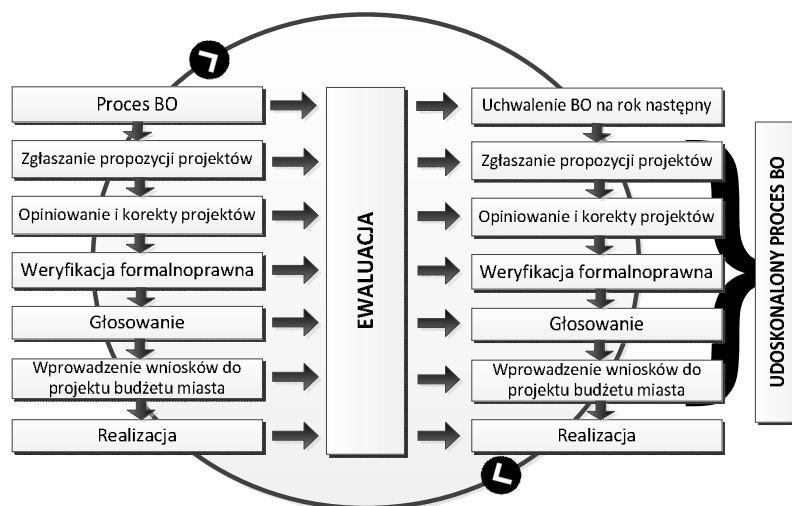 Proces BO
Zgłaszanie propozycji projektów
Opiniowanie i korekty projektów
Weryfikacja formalnoprawna
Głosowanie
Wprowadzenie wniosków do
projektu budżetu miasta
Realizacja
EWALUACJA
Uchwalenie BO na rok następny
Zgłaszanie propozycji projektów
Opiniowanie i korekty projektów
Weryfikacja formalnoprawna
Głosowanie
Wprowadzenie wniosków do
projektu budżetu miasta
Realizacja
UDOSKONALONY PROCES BO